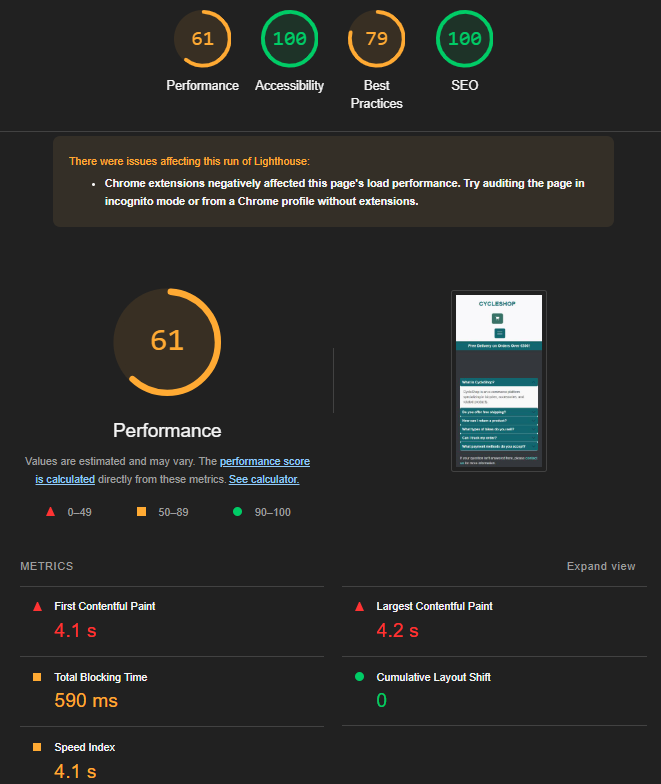 61
100
79
100
Performance
Accessibility
Best
Practices
SEO
There were issues affecting this run of Lighthouse:
Chrome extensions negatively affected this page's load performance. Try auditing the page in
incognito mode or from a Chrome profile without extensions.
61
Performance
Values are estimated and may vary. The performance score
is calculated directly from these metrics. See calculator.
0–49
50–89
90–100
CYCLESHOP
Free Delivery on Orders Over
What is CycleShop?
Do you offer free shipping?
How can I return a product?
What types of bikes do you sell?
Can I track my order?
What payment methods do you accept?
METRICS
Expand view
First Contentful Paint
4.1 s
Largest Contentful Paint
4.2 s
Total Blocking Time
590 ms
Cumulative Layout Shift
0
Speed Index
4.1 s